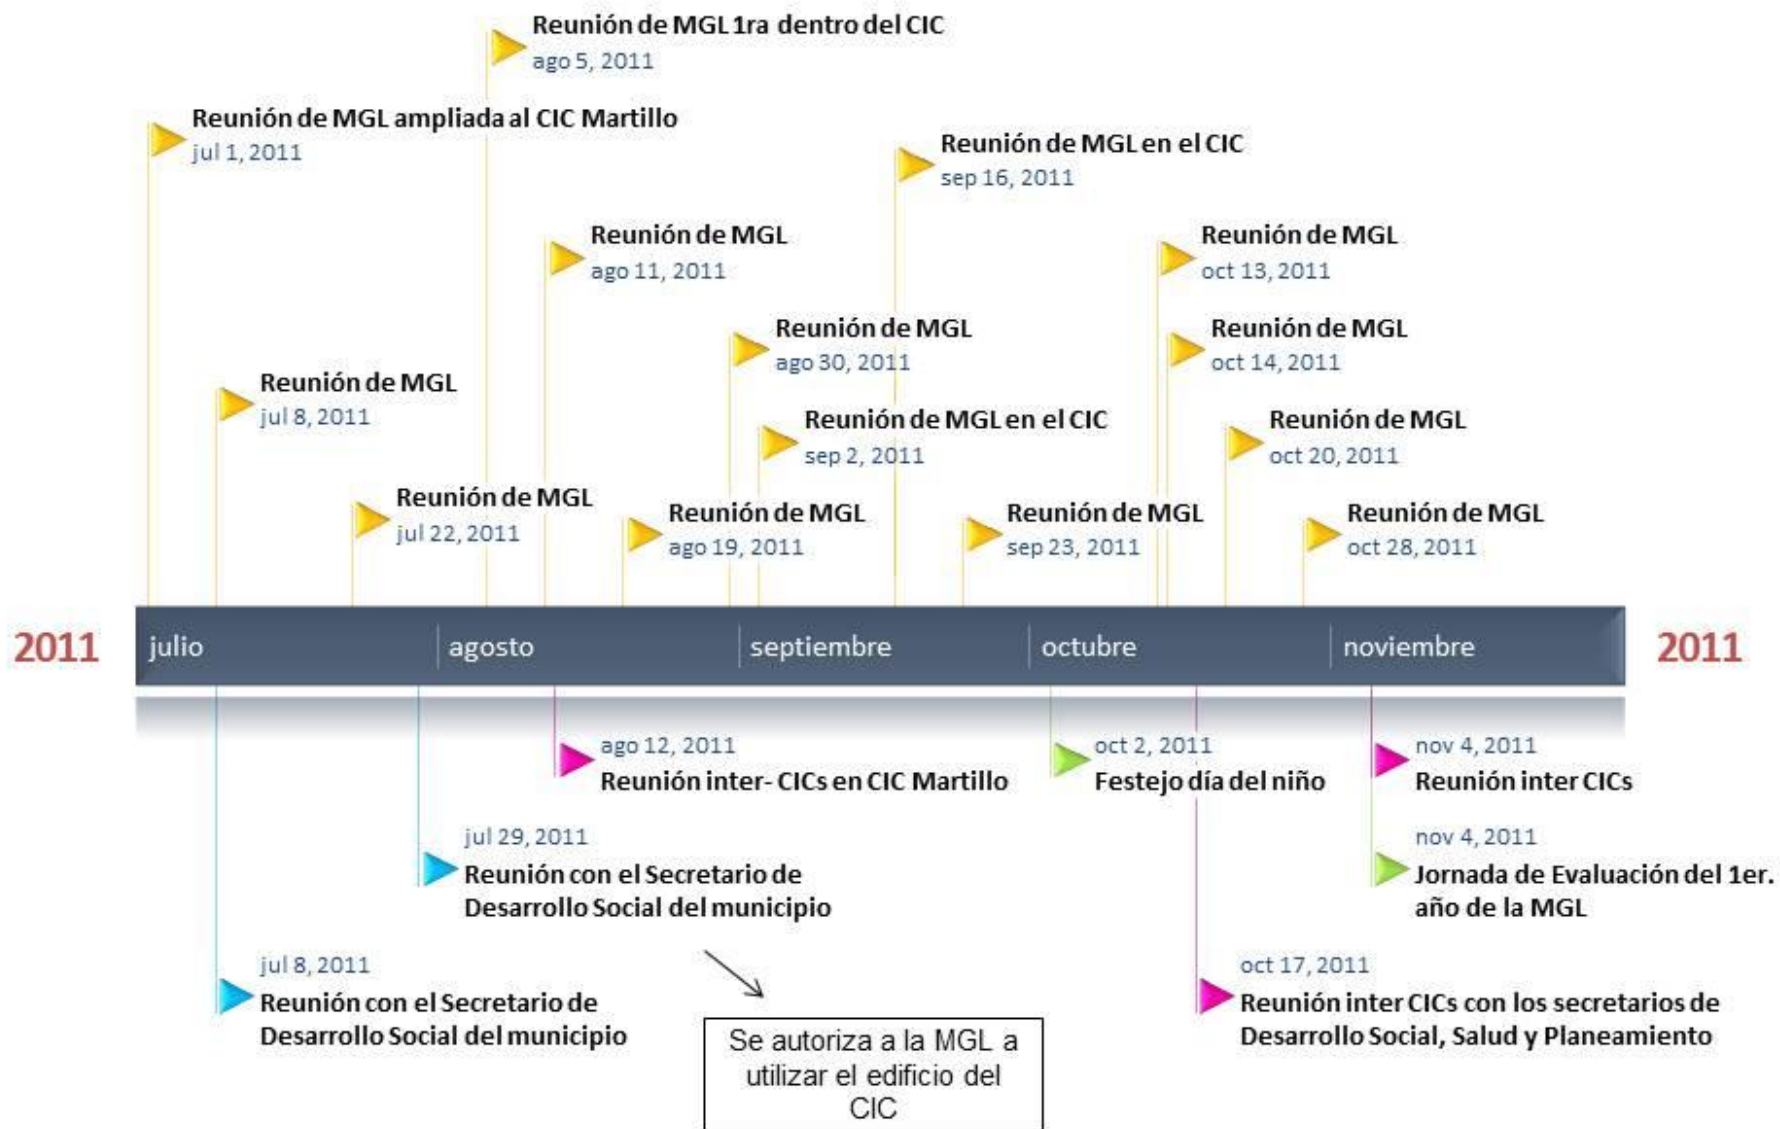 Reunión de MGL 1ra dentro del CIC
ago 5, 2011
Reunión de MGL ampliada al CIC Martillo
jul 1, 2011
Reunión de MGL en el CIC
sep 16, 2011
Reunión de MGL
ago 11, 2011
Reunión de MGL
oct 13, 2011
Reunión de MGL
ago 30, 2011
Reunión de MGL
oct 14, 2011
Reunión de MGL
jul 8, 2011
Reunión de MGL en el CIC
sep 2, 2011
Reunión de MGL
oct 20, 2011
Reunión de MGL
jul 22, 2011
Reunión de MGL
ago 19, 2011
Reunión de MGL
sep 23, 2011
Reunión de MGL
oct 28, 2011
2011
julio
agosto
septiembre
octubre
noviembre
2011
ago 12, 2011
Reunión inter- CICs en CIC Martillo
oct 2, 2011
Festejo día del niño
nov 4, 2011
Reunión inter CICs
jul 29, 2011
Reunión con el Secretario de
Desarrollo Social del municipio
nov 4, 2011
Jornada de Evaluación del 1er.
año de la MGL
jul 8, 2011
Reunión con el Secretario de
Desarrollo Social del municipio
oct 17, 2011
Reunión inter CICs con los secretarios de
Desarrollo Social, Salud y Planeamiento
Se autoriza a la MGL a
utilizar el edificio del
CIC